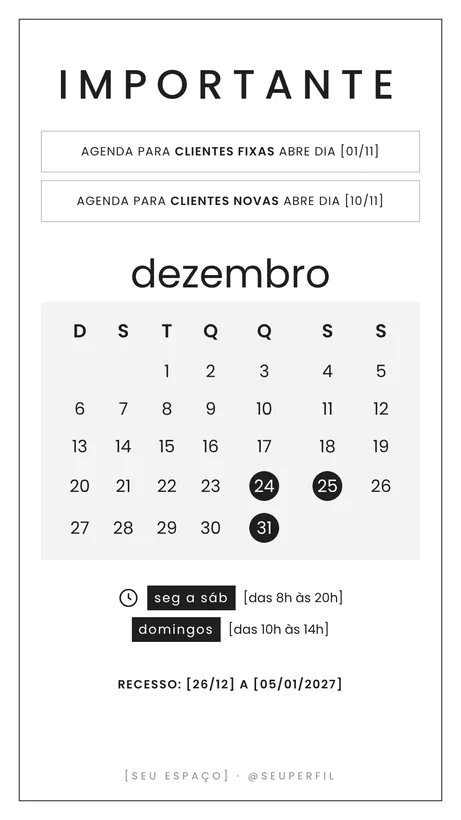 IMPORTANTE
AGENDA PARA CLIENTES FIXAS ABRE DIA [01/11]
AGENDA PARA CLIENTES NOVAS ABRE DIA [10/11]
dezembro
D S T Q Q S S
1 2 3 4 5
6 7 8 9 10 11 12
13 14 15 16 17 18 19
20 21 22 23 24 25 26
27 28 29 30 31
seg a sáb [das 8h às 20h]
domingos [das 10h às 14h]
RECESSO: [26/12] A [05/01/2027]
[SEU ESPAÇO] · @SEUPERFIL